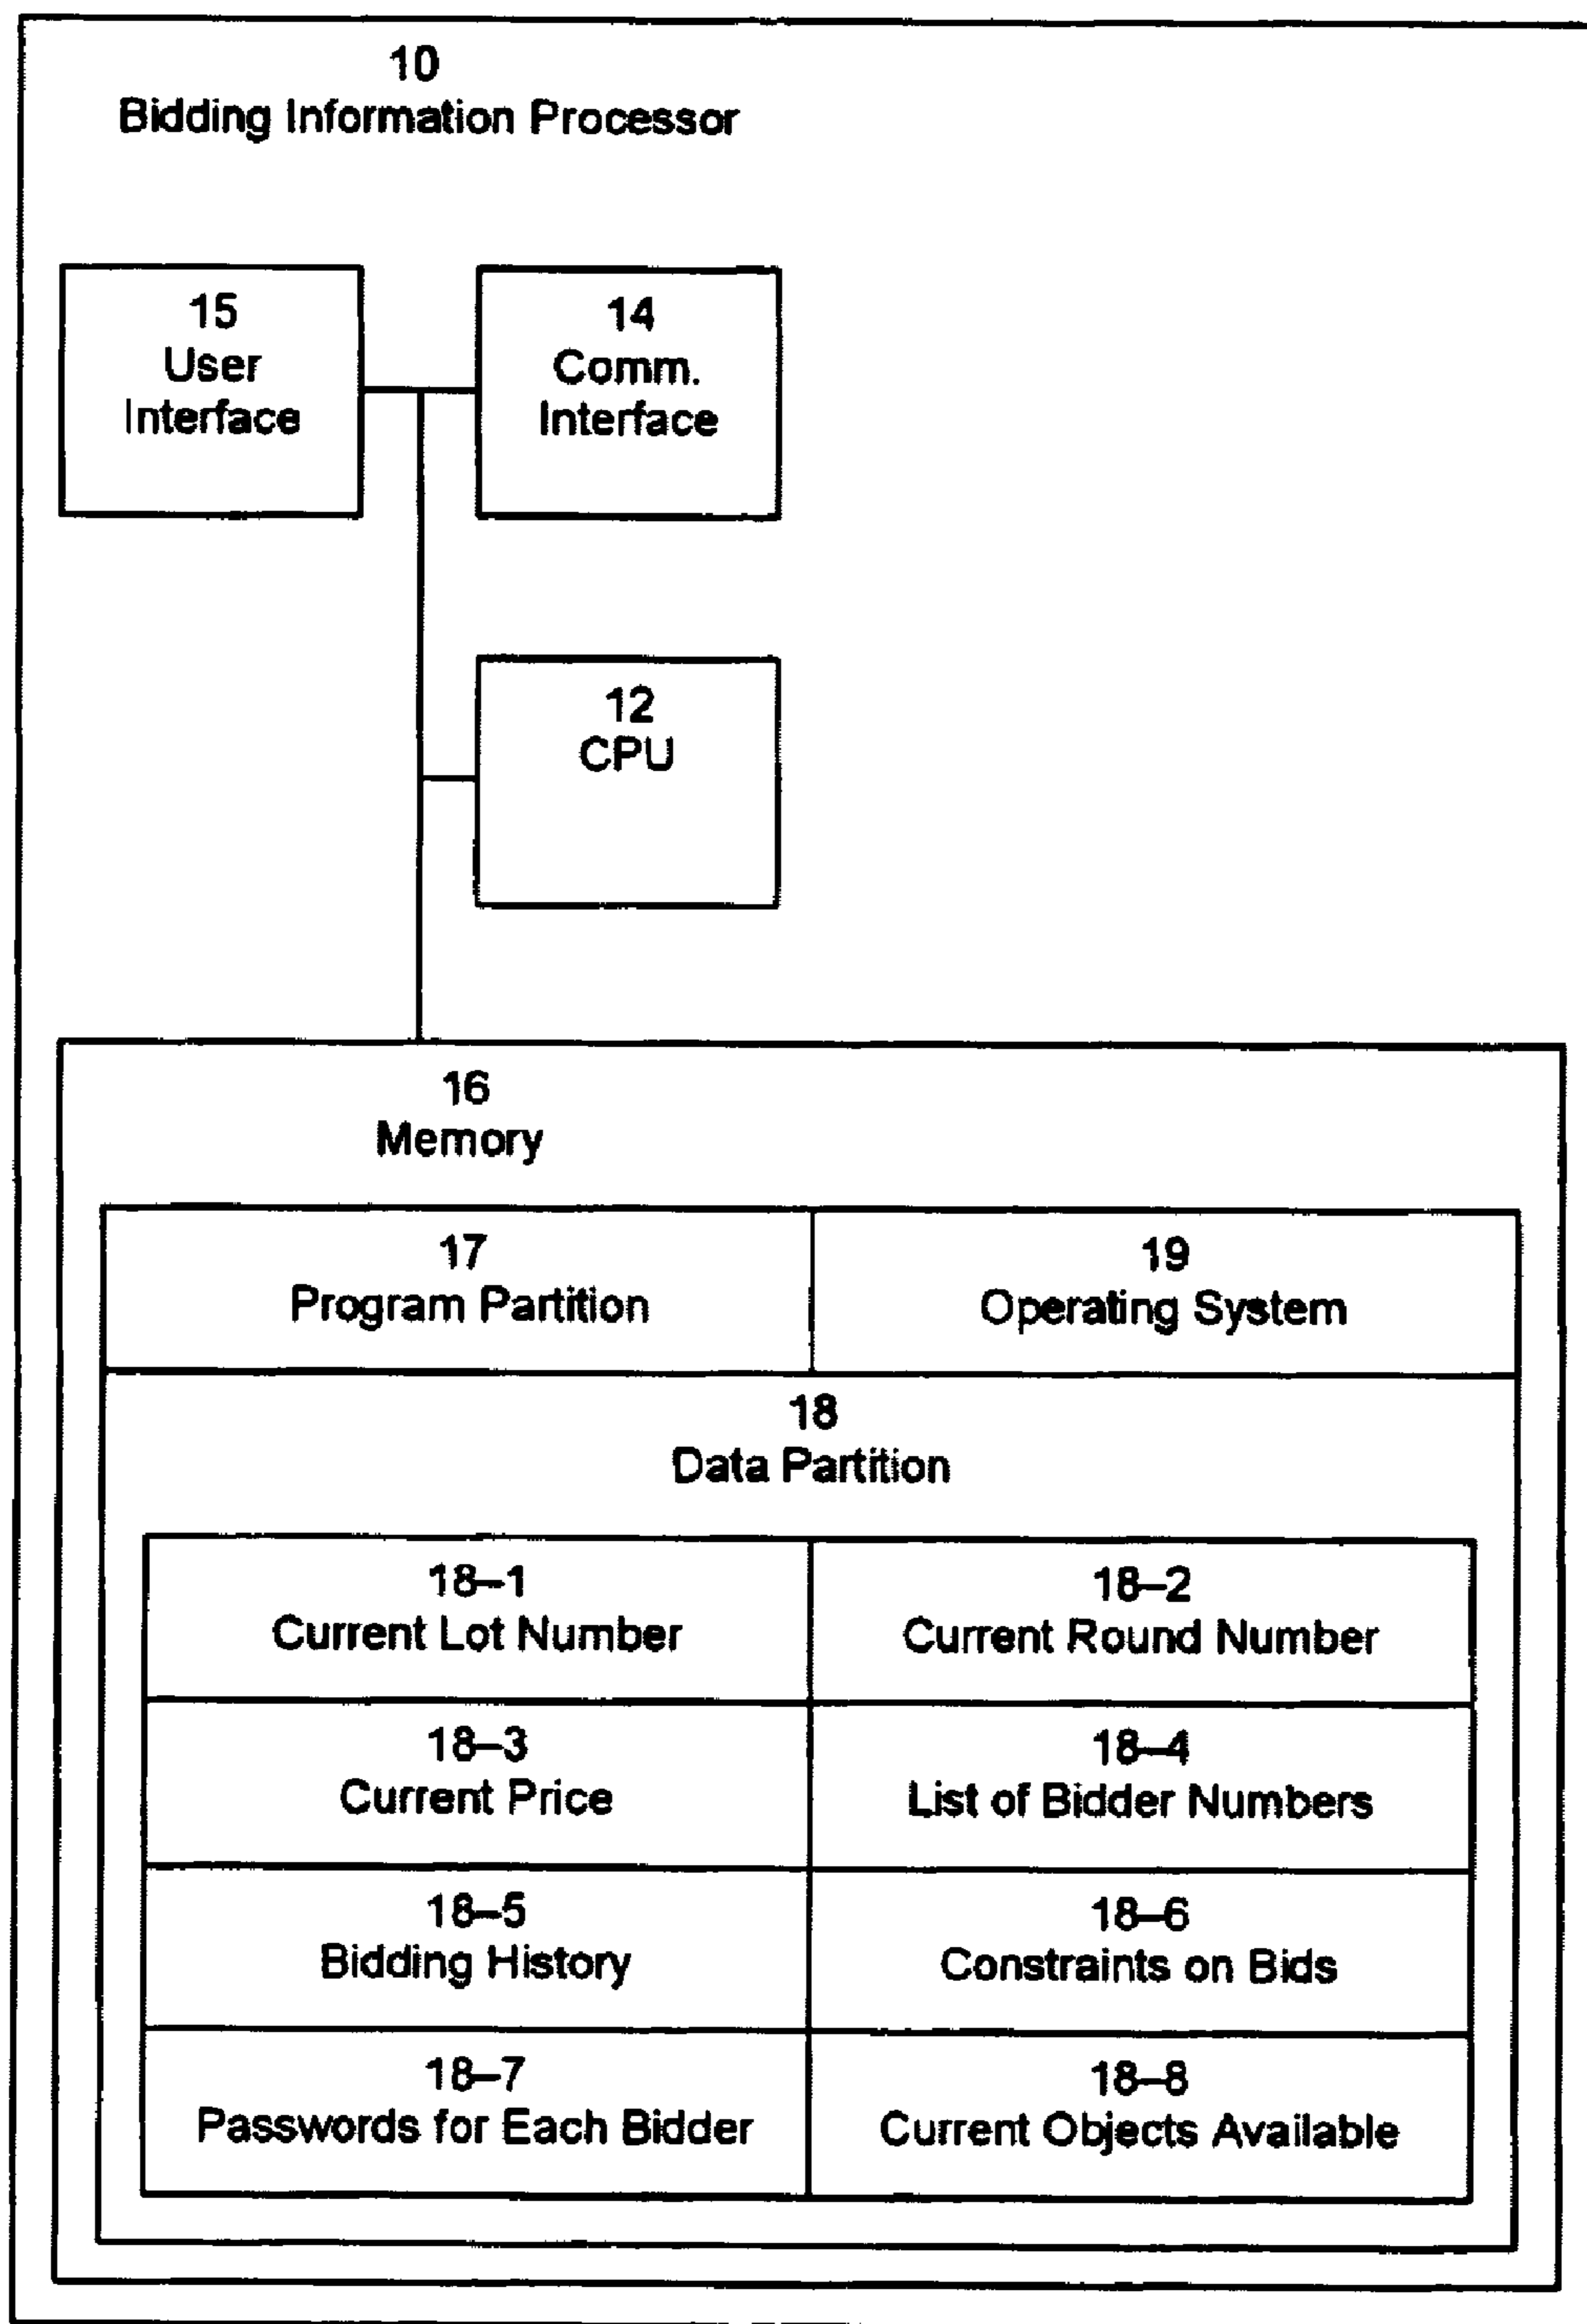 10
Bidding Information Processor
15
User
Interface
14
Comm.
Interface
12
CPU
16
Memory
17
Program Partition
19
Operating System
18
Data Partition
18–1
Current Lot Number
18–2
Current Round Number
18–3
Current Price
18–4
List of Bidder Numbers
18–5
Bidding History
18–6
Constraints on Bids
18–7
Passwords for Each Bidder
18–8
Current Objects Available